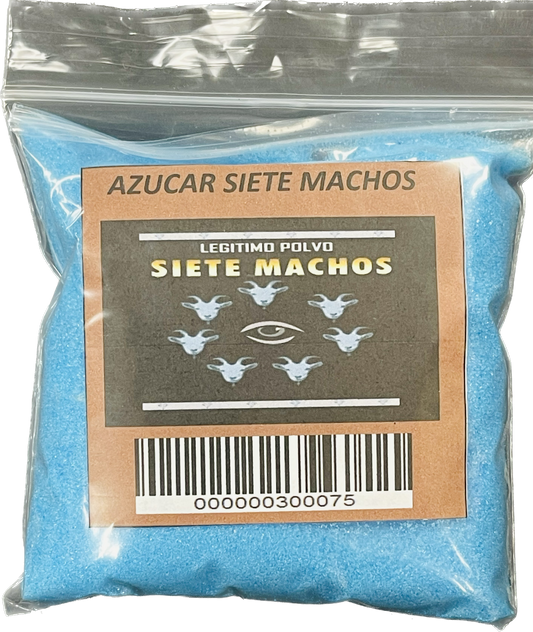 AZUCAR SIETE MACHOS
LEGITIMO POLVO
SIETE MACHOS
000000300075